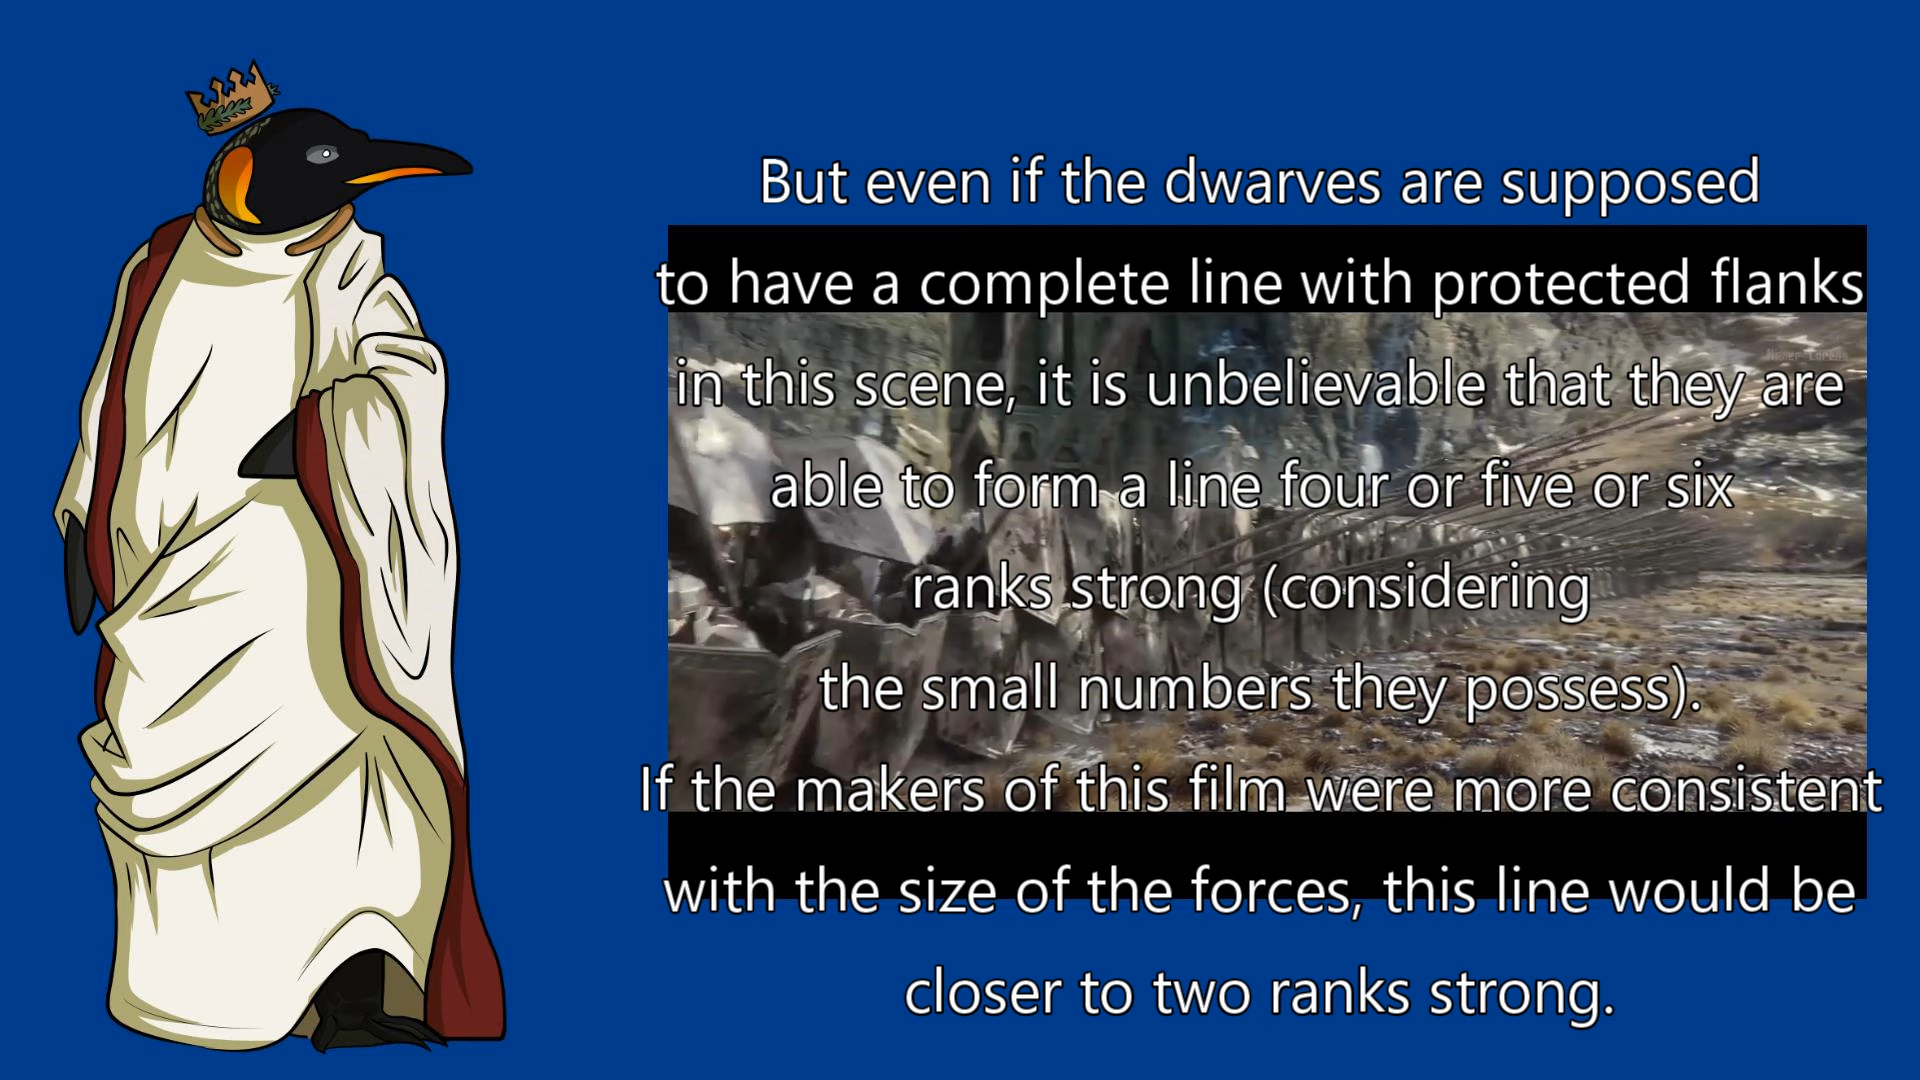 But even if the dwarves are supposed
to have a complete line with protected flanks
in this scene, it is unbelievable that they are
able to form a line four or five or six
ranks strong (considering
the small numbers they possess).
If the makers of this film were more consistent
with the size of the forces, this line would be
closer to two ranks strong.